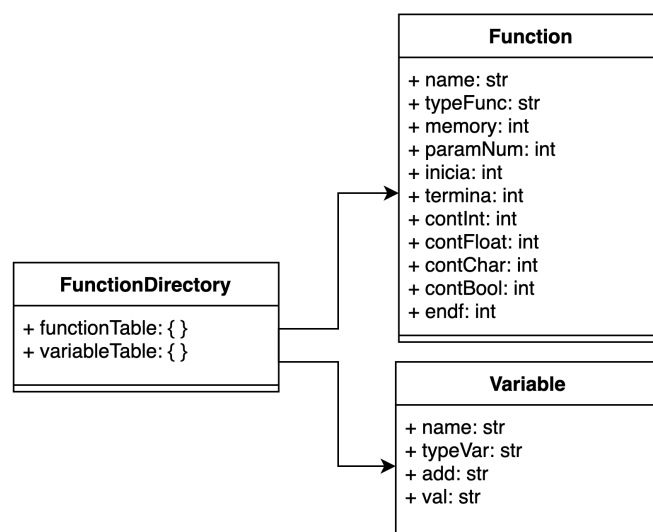 Function
+ name: str
+ typeFunc: str
+ memory: int
+ paramNum: int
+ inicia: int
+ termina: int
+ contInt: int
+ contFloat: int
+ contChar: int
+ contBool: int
+ endf: int
FunctionDirectory
+ functionTable: { }
+ variableTable: { }
Variable
+ name: str
+ typeVar: str
+ add: str
+ val: str